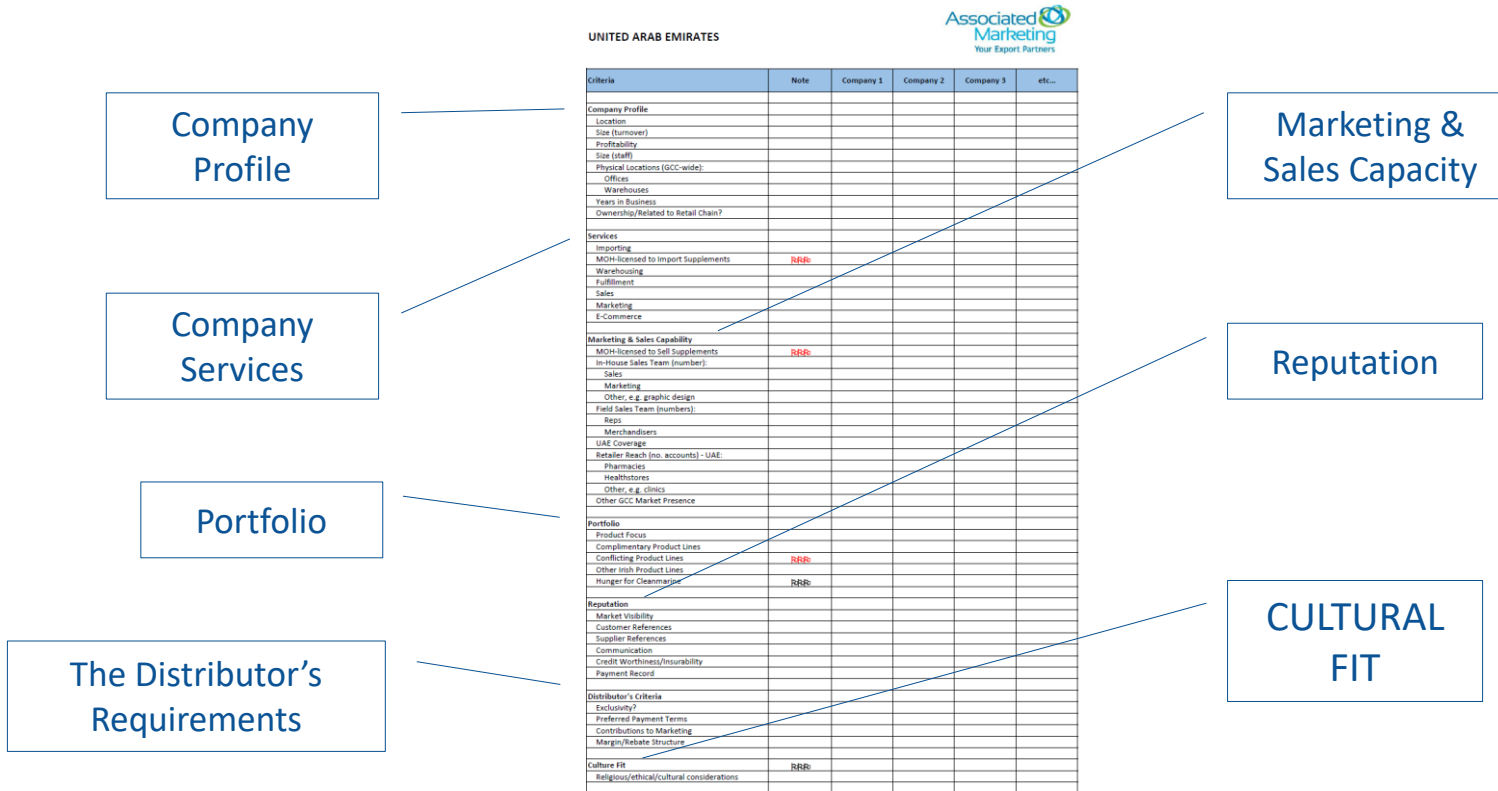 UNITED ARAB EMIRATES
Associated
Marketing
Your Export Partners
Company
Profile
Company
Services
Portfolio
The Distributor's
Requirements
Criteria Note Company 1 Company 2 Company 3 etc...
Company Profile
Location
Size (turnover)
Profitability
Size (staff)
Physical Locations (GCC-wide):
Offices
Warehouses
Years in Business
Ownership/Related to Retail Chain?
Services
Importing
MOH-licensed to Import Supplements
Warehousing
Fulfillment
Sales
Marketing
E-Commerce
Marketing & Sales Capability
MOH-licensed to Sell Supplements
In-House Sales Team (number):
Sales
Marketing
Other, e.g. graphic design
Field Sales Team (numbers):
Reps
Merchandisers
UAE Coverage
Retailer Reach (no. accounts) - UAE:
Pharmacies
Healthstores
Other, e.g. clinics
Other GCC Market Presence
Portfolio
Product Focus
Complimentary Product Lines
Conflicting Product Lines
Other Irish Product Lines
Hunger for Cleanmarine
Reputation
Market Visibility
Customer References
Supplier References
Communication
Credit Worthiness/Insurability
Payment Record
Distributor's Criteria
Exclusivity?
Preferred Payment Terms
Contributions to Marketing
Margin/Rebate Structure
Culture Fit
Religious/ethical/cultural considerations
Marketing &
Sales Capacity
Reputation
CULTURAL
FIT